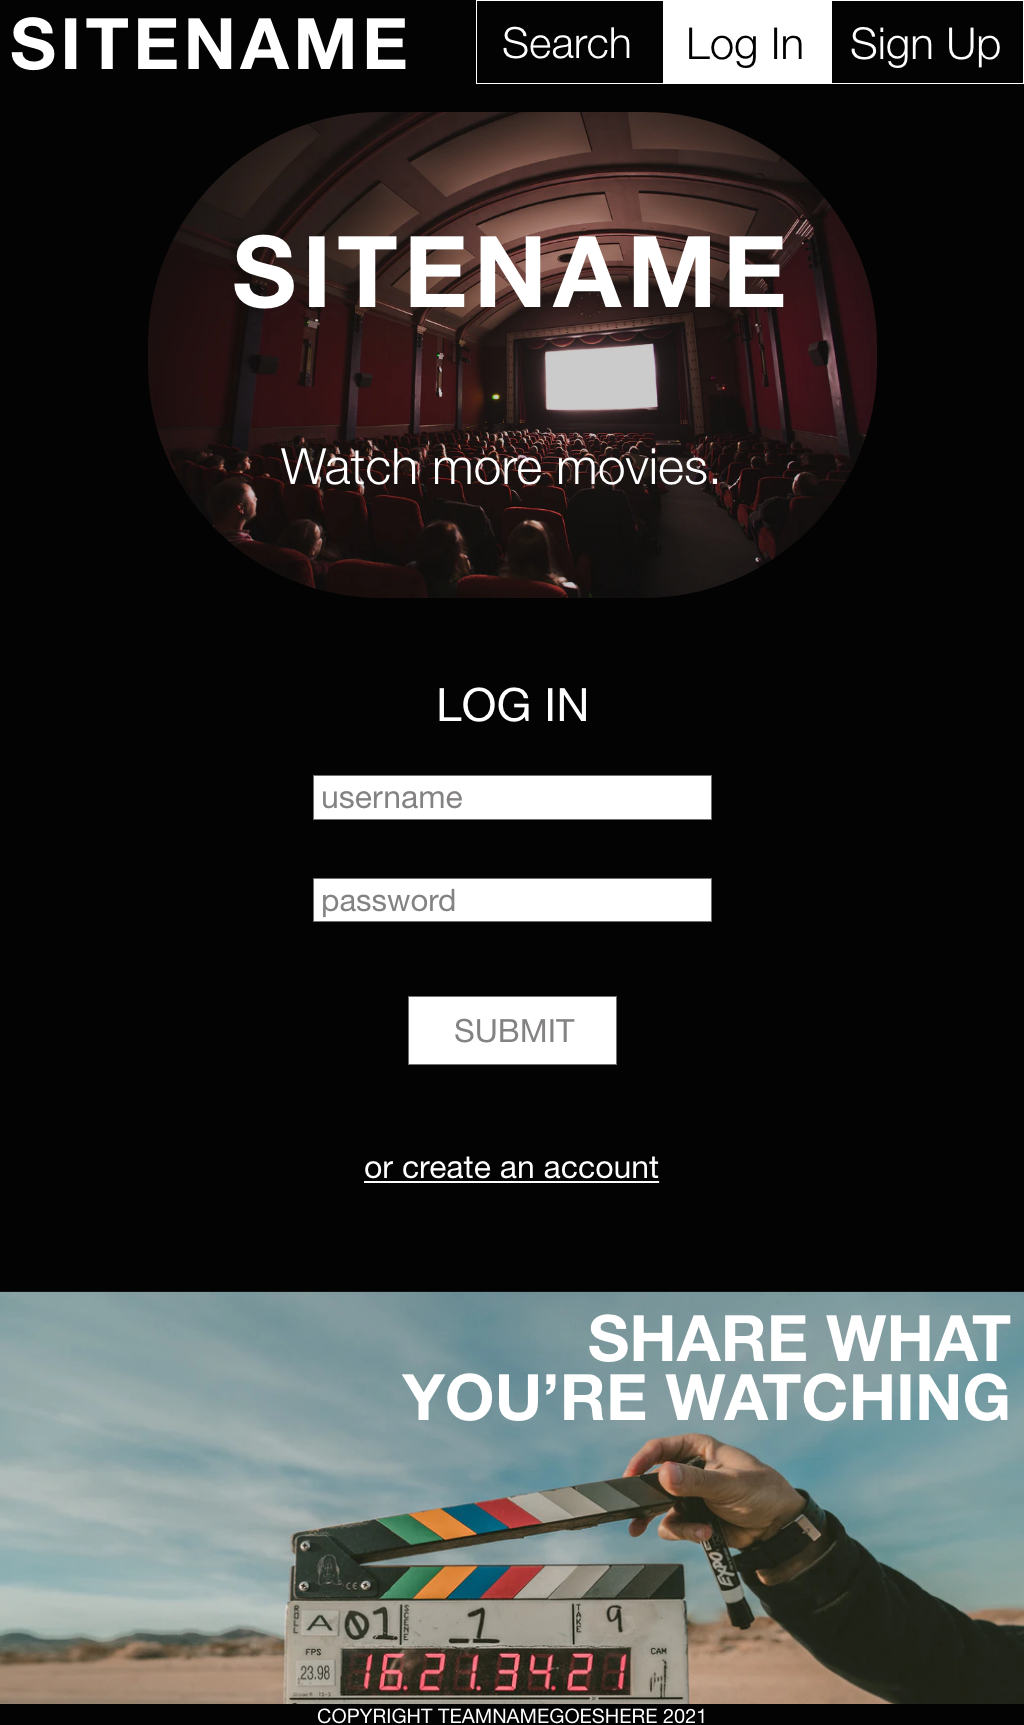 SITENAME
Search
Log In
Sign Up
SITENAME
Watch more movies.
LOG IN
username
password
SUBMIT
or create an account
SHARE WHAT
YOU’RE WATCHING
EXPO
CE
ROLL
A 01
SCENE
1
TAKE
9
FPS
23.98
16.21.34.21
CAM
COPYRIGHT TEAMNAMEGOESHERE 2021